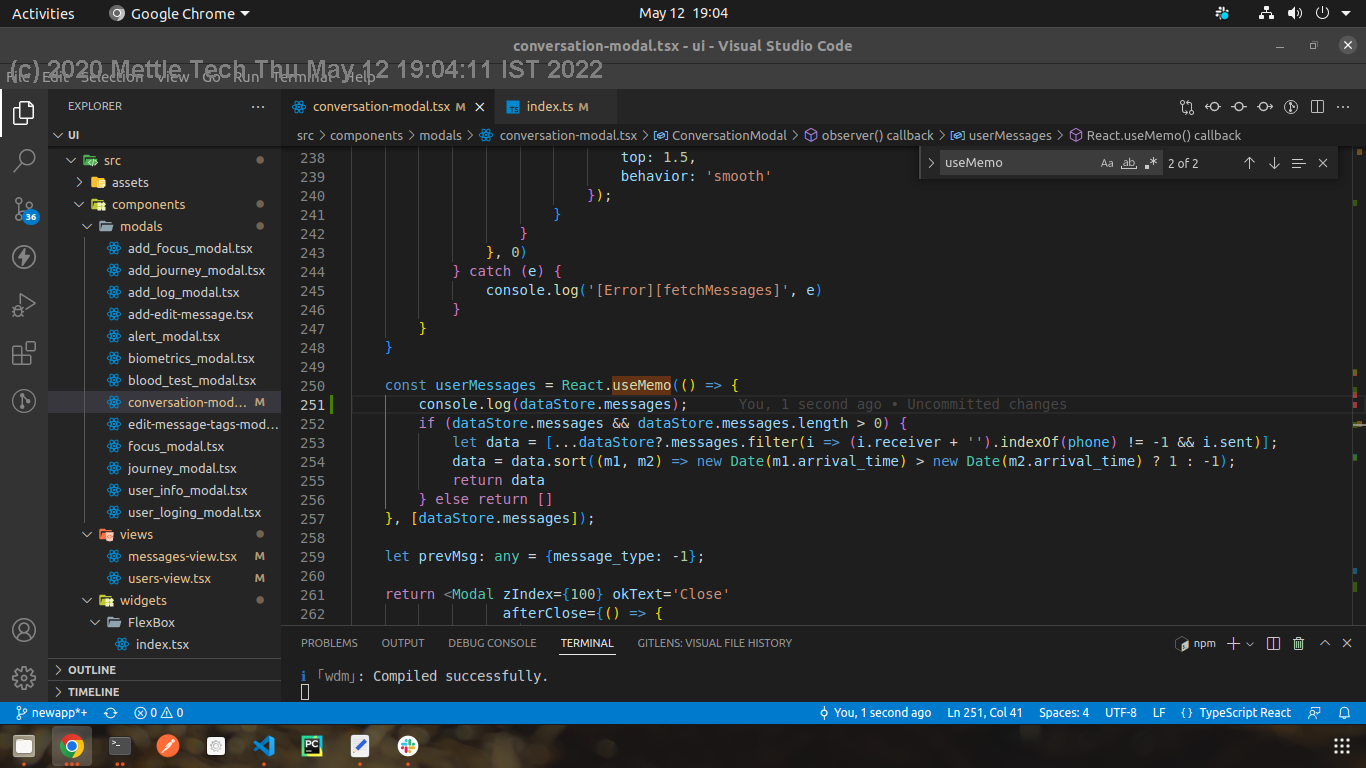 Activities Google Chrome May 12 19:04
conversation-modal.tsx - ui - Visual Studio Code
File Edit Selection View Go Run Terminal Help
(c) 2020 Mettle Tech Thu May 12 19:04:11 IST 2022
EXPLORER
conversation-modal.tsx M
index.ts M
UI
src > components > modals > conversation-modal.tsx > ConversationModal > observer() callback > userMessages > React.useMemo() callback
useMemo Aa ab .* 2 of 2
src
assets
components
modals
add_focus_modal.tsx
add_journey_modal.tsx
add_log_modal.tsx
add-edit-message.tsx
alert_modal.tsx
biometrics_modal.tsx
blood_test_modal.tsx
conversation-mod... M
edit-message-tags-mod...
focus_modal.tsx
journey_modal.tsx
user_info_modal.tsx
user_loging_modal.tsx
views
messages-view.tsx M
users-view.tsx M
widgets
FlexBox
index.tsx
OUTLINE
TIMELINE
36
238 top: 1.5,
239 behavior: 'smooth'
240 });
241 }
242 }
243 }, 0)
244 } catch (e) {
245 console.log('[Error][fetchMessages]', e)
246 }
247 }
248 }
249
250 const userMessages = React.useMemo(() => {
251 console.log(dataStore.messages); You, 1 second ago • Uncommitted changes
252 if (dataStore.messages && dataStore.messages.length > 0) {
253 let data = [...dataStore?.messages.filter(i => (i.receiver + '').indexOf(phone) != -1 && i.sent)];
254 data = data.sort((m1, m2) => new Date(m1.arrival_time) > new Date(m2.arrival_time) ? 1 : -1);
255 return data
256 } else return []
257 }, [dataStore.messages]);
258
259 let prevMsg: any = {message_type: -1};
260
261 return <Modal zIndex={100} okText='Close'
262 afterClose={() => {
PROBLEMS OUTPUT DEBUG CONSOLE TERMINAL GITLENS: VISUAL FILE HISTORY npm
i ｢wdm｣: Compiled successfully.
newapp*+ 0 0 You, 1 second ago Ln 251, Col 41 Spaces: 4 UTF-8 LF {} TypeScript React
PC